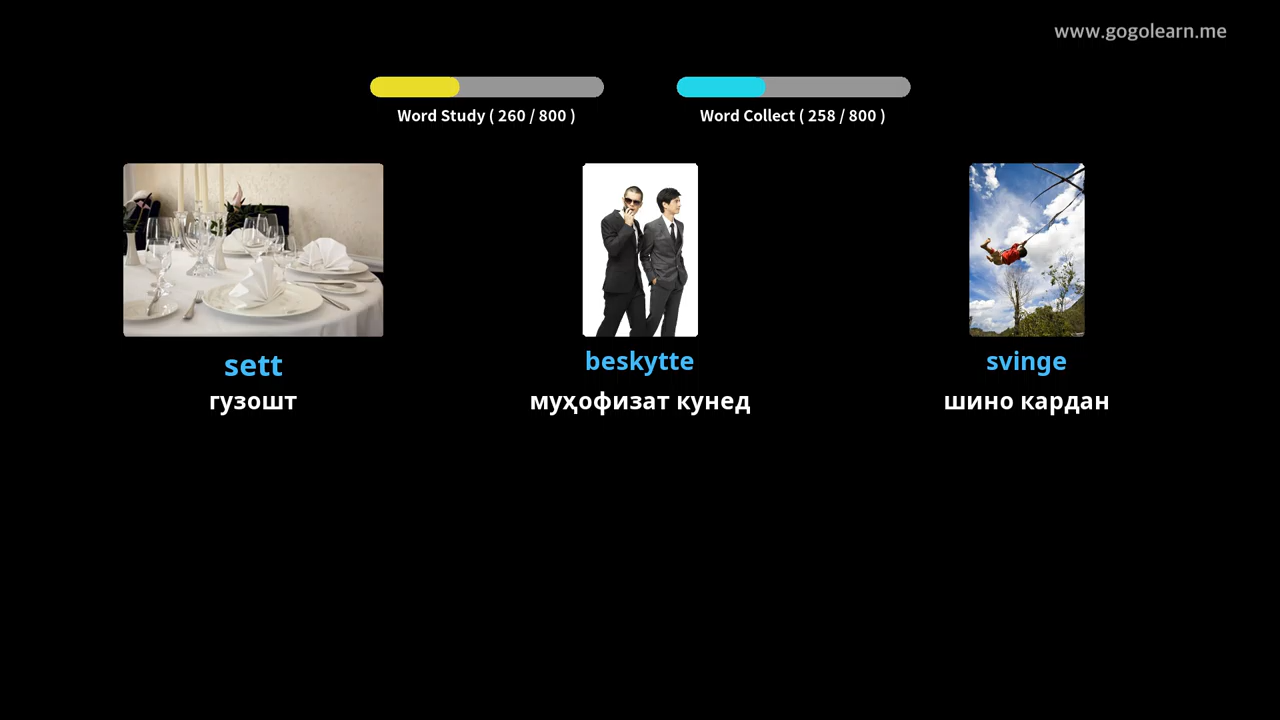 www.gogolearn.me
Word Study ( 260 / 800 )
Word Collect ( 258 / 800 )
sett
beskytte
svinge
гузошт
муҳофизат кунед
шино кардан